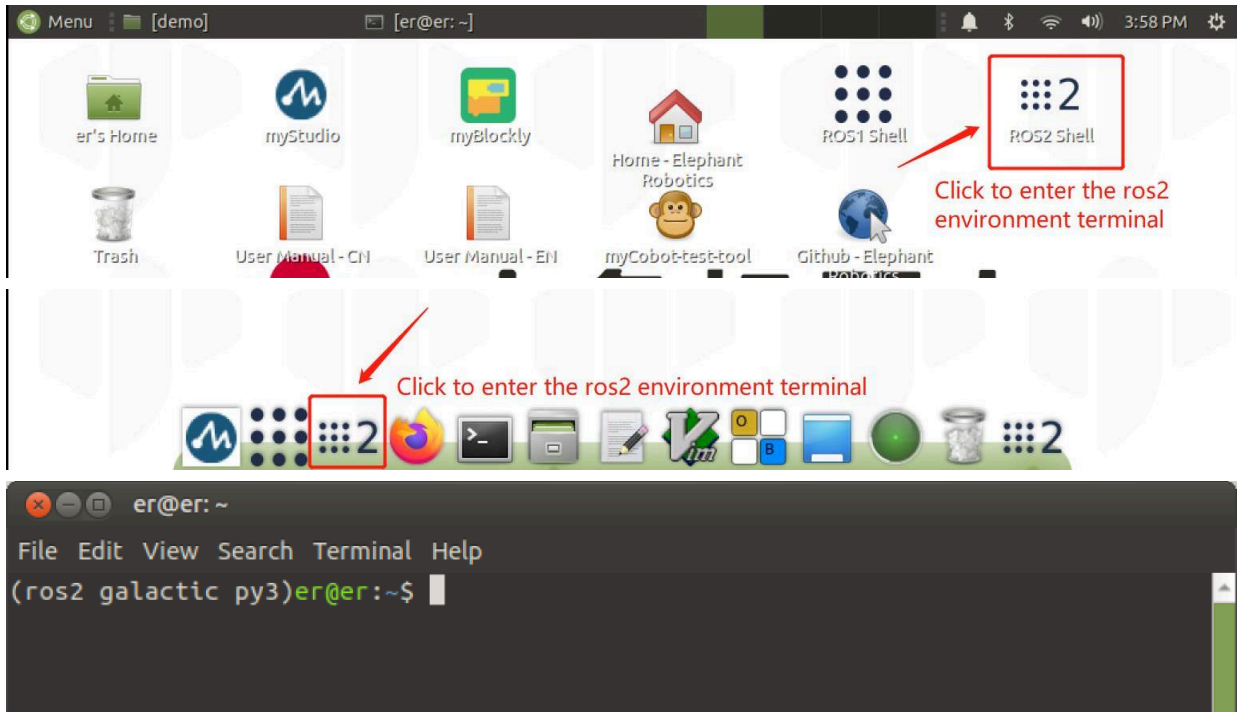 Menu
[demo]
[er@er: ~]
3:58 PM
er's Home
myStudio
myBlockly
Home - Elephant
Robotics
ROS1 Shell
2
ROS2 Shell
Click to enter the ros2
environment terminal
Trash
User Manual - CN
User Manual - EN
myCobot-test-tool
Github - Elephant
Robotics
Click to enter the ros2 environment terminal
2
>_
Vim
O
B
2
er@er: ~
File Edit View Search Terminal Help
(ros2 galactic py3)er@er:~$